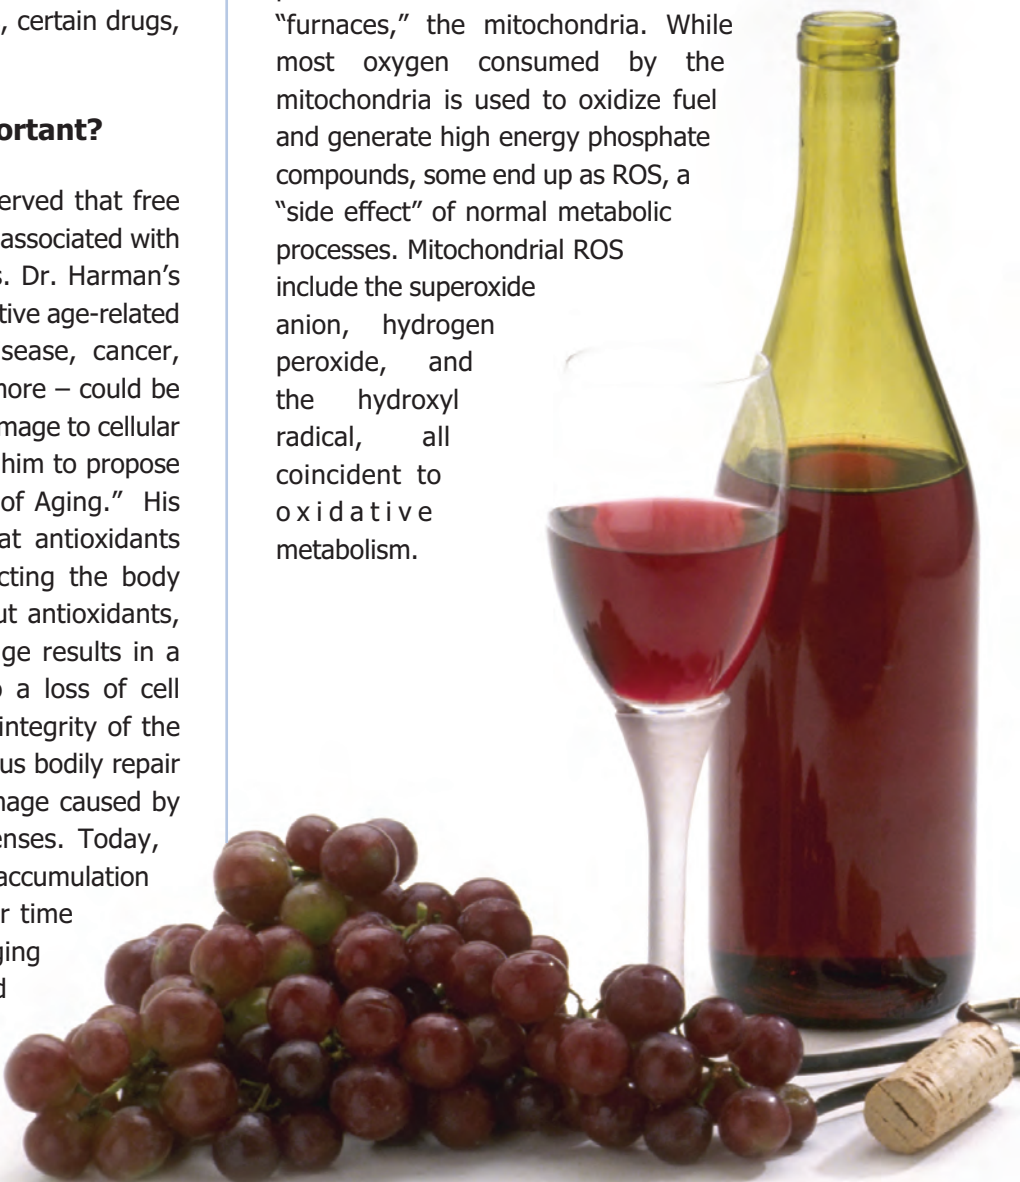 , certain drugs,
ortant?
erved that free
associated with
s. Dr. Harman’s
tive age-related
sease, cancer,
more – could be
mage to cellular
him to propose
of Aging.” His
at antioxidants
cting the body
ut antioxidants,
ge results in a
o a loss of cell
integrity of the
us bodily repair
mage caused by
enses. Today,
accumulation
r time
ging
d
“furnaces,” the mitochondria. While
most oxygen consumed by the
mitochondria is used to oxidize fuel
and generate high energy phosphate
compounds, some end up as ROS, a
“side effect” of normal metabolic
processes. Mitochondrial ROS
include the superoxide
anion, hydrogen
peroxide, and
the hydroxyl
radical, all
coincident to
oxidative
metabolism.